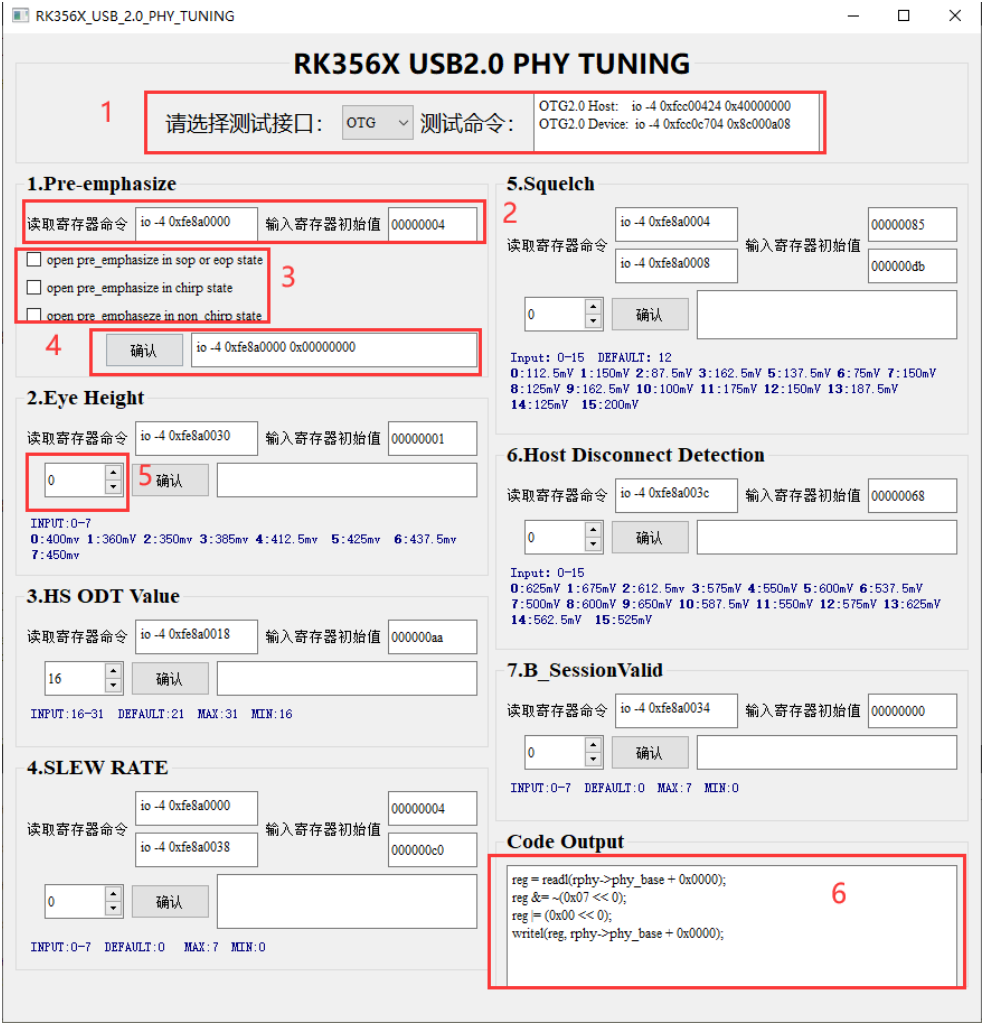 RK356X_USB_2.0_PHY_TUNING
RK356X USB2.0 PHY TUNING
1
请选择测试接口： OTG 测试命令：
OTG2.0 Host: io -4 0xfcc00424 0x40000000
OTG2.0 Device: io -4 0xfcc0c704 0x8c000a08
1.Pre-emphasize
读取寄存器命令 io -4 0xfe8a0000 输入寄存器初始值 00000004
2
open pre_emphasize in sop or eop state
open pre_emphasize in chirp state
open pre_emphaseze in non_chirp state
3
4
确认 io -4 0xfe8a0000 0x00000000
2.Eye Height
读取寄存器命令 io -4 0xfe8a0030 输入寄存器初始值 00000001
0 5 确认
INPUT:0-7
0:400mv 1:360mV 2:350mv 3:385mv 4:412.5mv 5:425mv 6:437.5mv
7:450mv
3.HS ODT Value
读取寄存器命令 io -4 0xfe8a0018 输入寄存器初始值 000000aa
16 确认
INPUT:16-31 DEFAULT:21 MAX:31 MIN:16
4.SLEW RATE
io -4 0xfe8a0000 00000004
读取寄存器命令 输入寄存器初始值
io -4 0xfe8a0038 000000c0
0 确认
INPUT:0-7 DEFAULT:0 MAX:7 MIN:0
5.Squelch
io -4 0xfe8a0004 00000085
读取寄存器命令 输入寄存器初始值
io -4 0xfe8a0008 000000db
0 确认
Input: 0-15 DEFAULT: 12
0:112.5mV 1:150mV 2:87.5mV 3:162.5mV 5:137.5mV 6:75mV 7:150mV
8:125mV 9:162.5mV 10:100mV 11:175mV 12:150mV 13:187.5mV
14:125mV 15:200mV
6.Host Disconnect Detection
读取寄存器命令 io -4 0xfe8a003c 输入寄存器初始值 00000068
0 确认
Input: 0-15
0:625mV 1:675mV 2:612.5mv 3:575mV 4:550mV 5:600mV 6:537.5mV
7:500mV 8:600mV 9:650mV 10:587.5mV 11:550mV 12:575mV 13:625mV
14:562.5mV 15:525mV
7.B_SessionValid
读取寄存器命令 io -4 0xfe8a0034 输入寄存器初始值 00000000
0 确认
INPUT:0-7 DEFAULT:0 MAX:7 MIN:0
Code Output
reg = readl(rphy->phy_base + 0x0000);
reg &= ~(0x07 << 0);
reg |= (0x00 << 0);
writel(reg, rphy->phy_base + 0x0000);
6